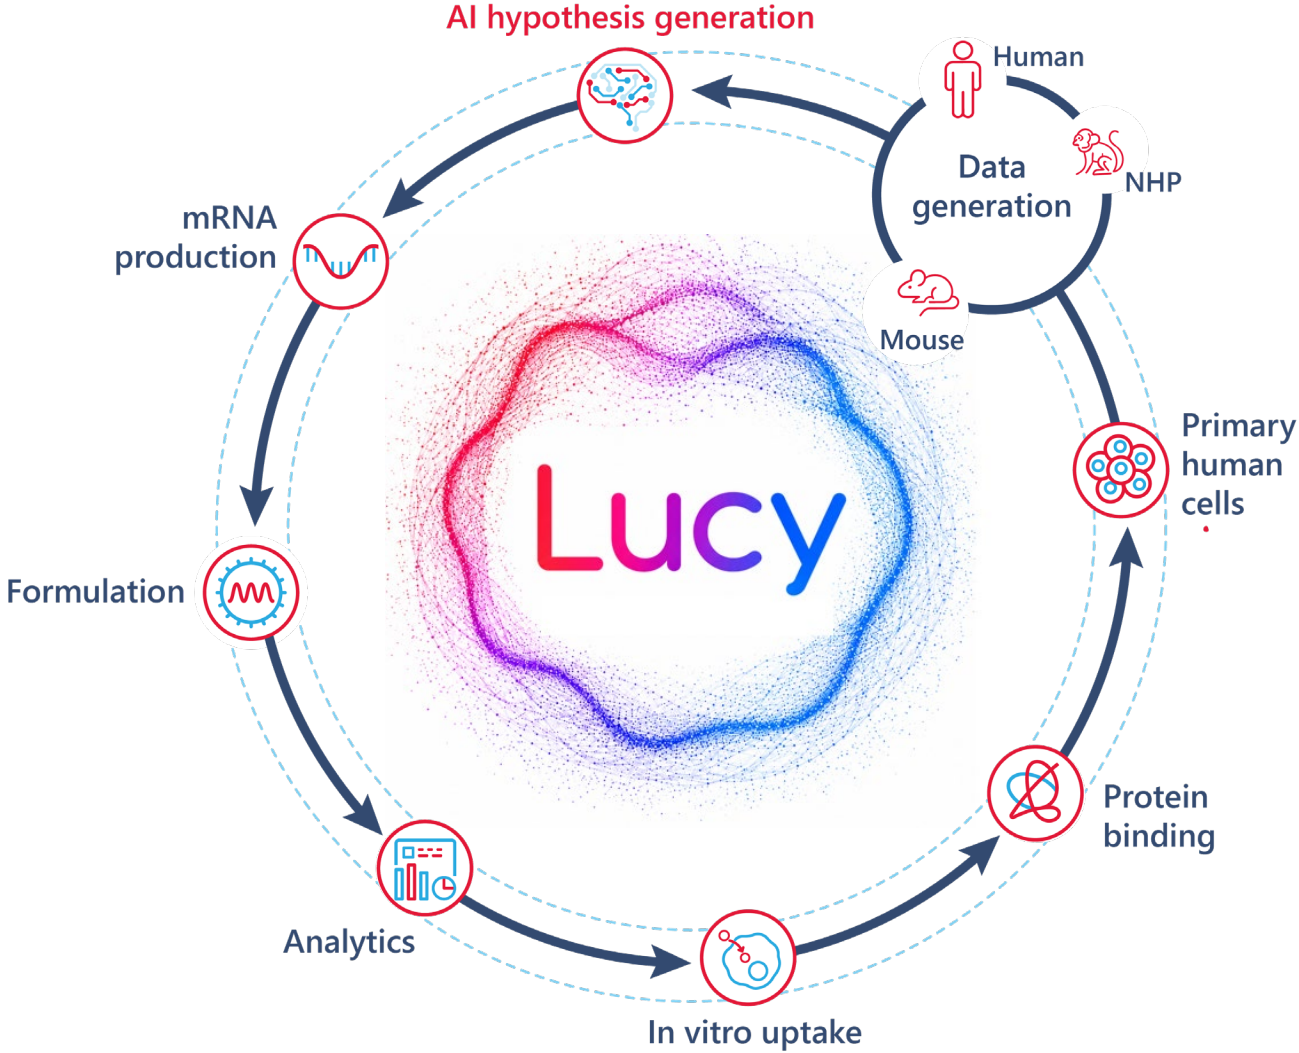 AI hypothesis generation
Human
NHP
Data
generation
Mouse
mRNA
production
Lucy
Primary
human
cells
Formulation
Protein
binding
Analytics
In vitro uptake